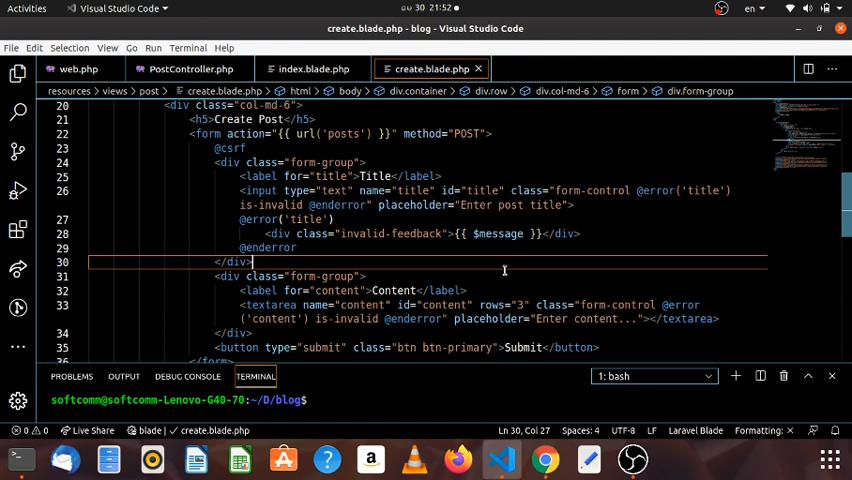 Activities Visual Studio Code 30 21:52 en
create.blade.php - blog - Visual Studio Code
File Edit Selection View Go Run Terminal Help
web.php PostController.php index.blade.php create.blade.php
resources > views > post > create.blade.php > html > body > div.container > div.row > div.col-md-6 > form > div.form-group
20 <div class="col-md-6">
21 <h5>Create Post</h5>
22 <form action="{{ url('posts') }}" method="POST">
23 @csrf
24 <div class="form-group">
25 <label for="title">Title</label>
26 <input type="text" name="title" id="title" class="form-control @error('title')
is-invalid @enderror" placeholder="Enter post title">
27 @error('title')
28 <div class="invalid-feedback">{{ $message }}</div>
29 @enderror
30 </div>
31 <div class="form-group">
32 <label for="content">Content</label>
33 <textarea name="content" id="content" rows="3" class="form-control @error
('content') is-invalid @enderror" placeholder="Enter content..."></textarea>
34 </div>
35 <button type="submit" class="btn btn-primary">Submit</button>
36 </form>
PROBLEMS OUTPUT DEBUG CONSOLE TERMINAL 1: bash
softcomm@softcomm-Lenovo-G40-70:~/D/blog$
0 0 Live Share blade | create.blade.php Ln 30, Col 27 Spaces: 4 UTF-8 LF Laravel Blade Formatting: